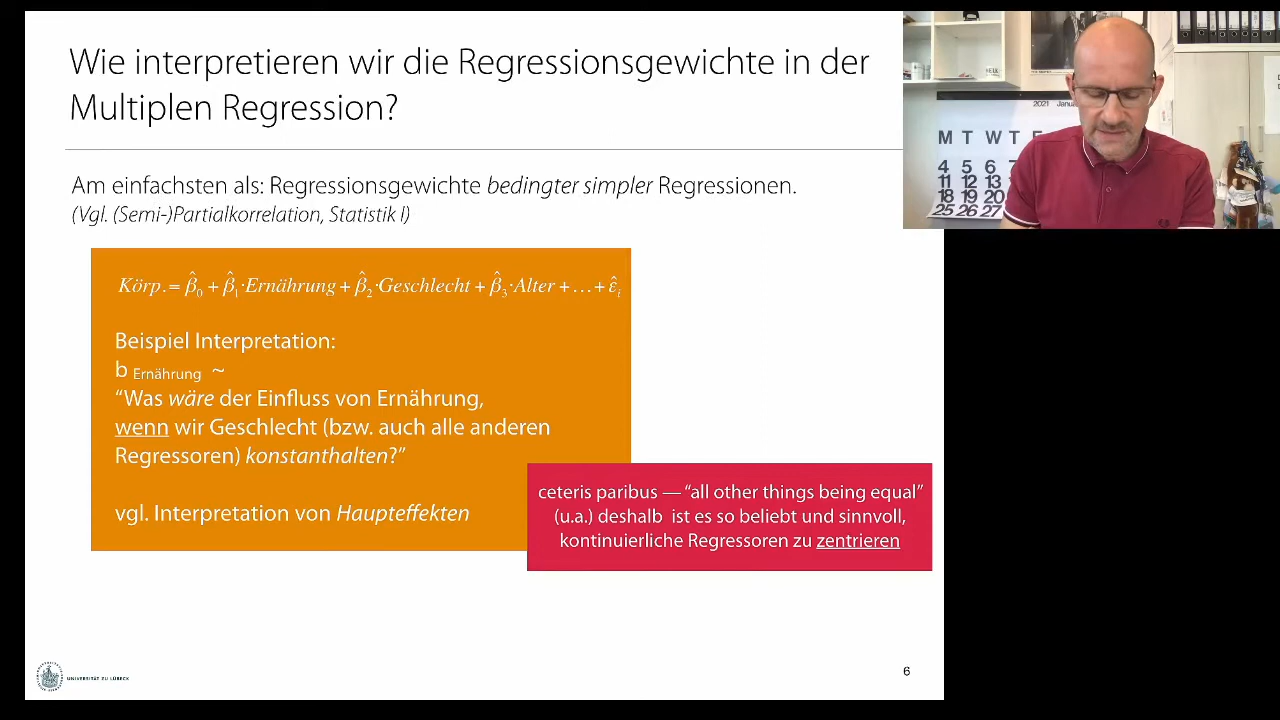 Wie interpretieren wir die Regressionsgewichte in der
Multiplen Regression?
Am einfachsten als: Regressionsgewichte bedingter simpler Regressionen.
(Vgl. (Semi-)Partialkorrelation, Statistik I)
Körp.= β̂₀ + β̂₁·Ernährung + β̂₂·Geschlecht + β̂₃·Alter + … + ε̂ᵢ
Beispiel Interpretation:
b Ernährung ~
“Was wäre der Einfluss von Ernährung,
wenn wir Geschlecht (bzw. auch alle anderen
Regressoren) konstanthalten?”
vgl. Interpretation von Haupteffekten
ceteris paribus — “all other things being equal”
(u.a.) deshalb ist es so beliebt und sinnvoll,
kontinuierliche Regressoren zu zentrieren
UNIVERSITÄT ZU LÜBECK
6
2021
M T W T
4 5 6
11 12 13
18 19 20
25 26 27